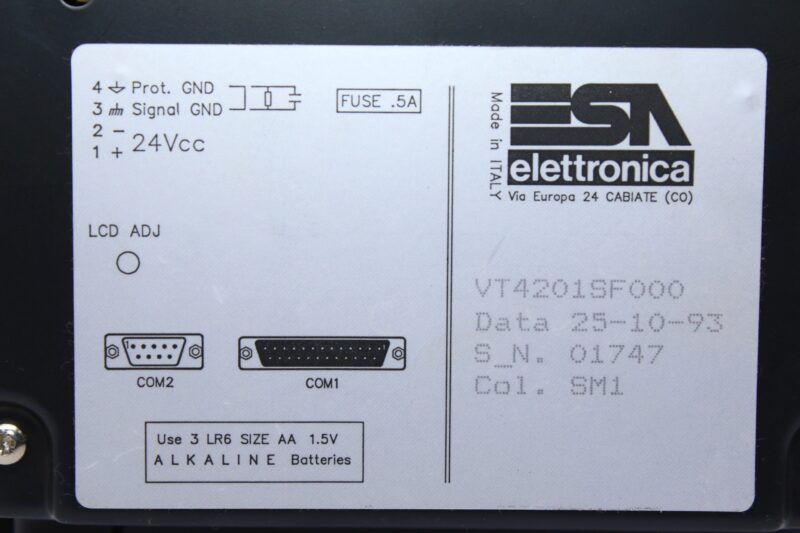 4 Prot. GND
3 Signal GND
2 -
1 + 24Vcc
FUSE .5A
LCD ADJ
1
COM2
COM1
Use 3 LR6 SIZE AA 1.5V
ALKALINE Batteries
Made in ITALY
ESA
elettronica
Via Europa 24 CABIATE (CO)
VT4201SF000
Data 25-10-93
S_N. 01747
Col. SM1